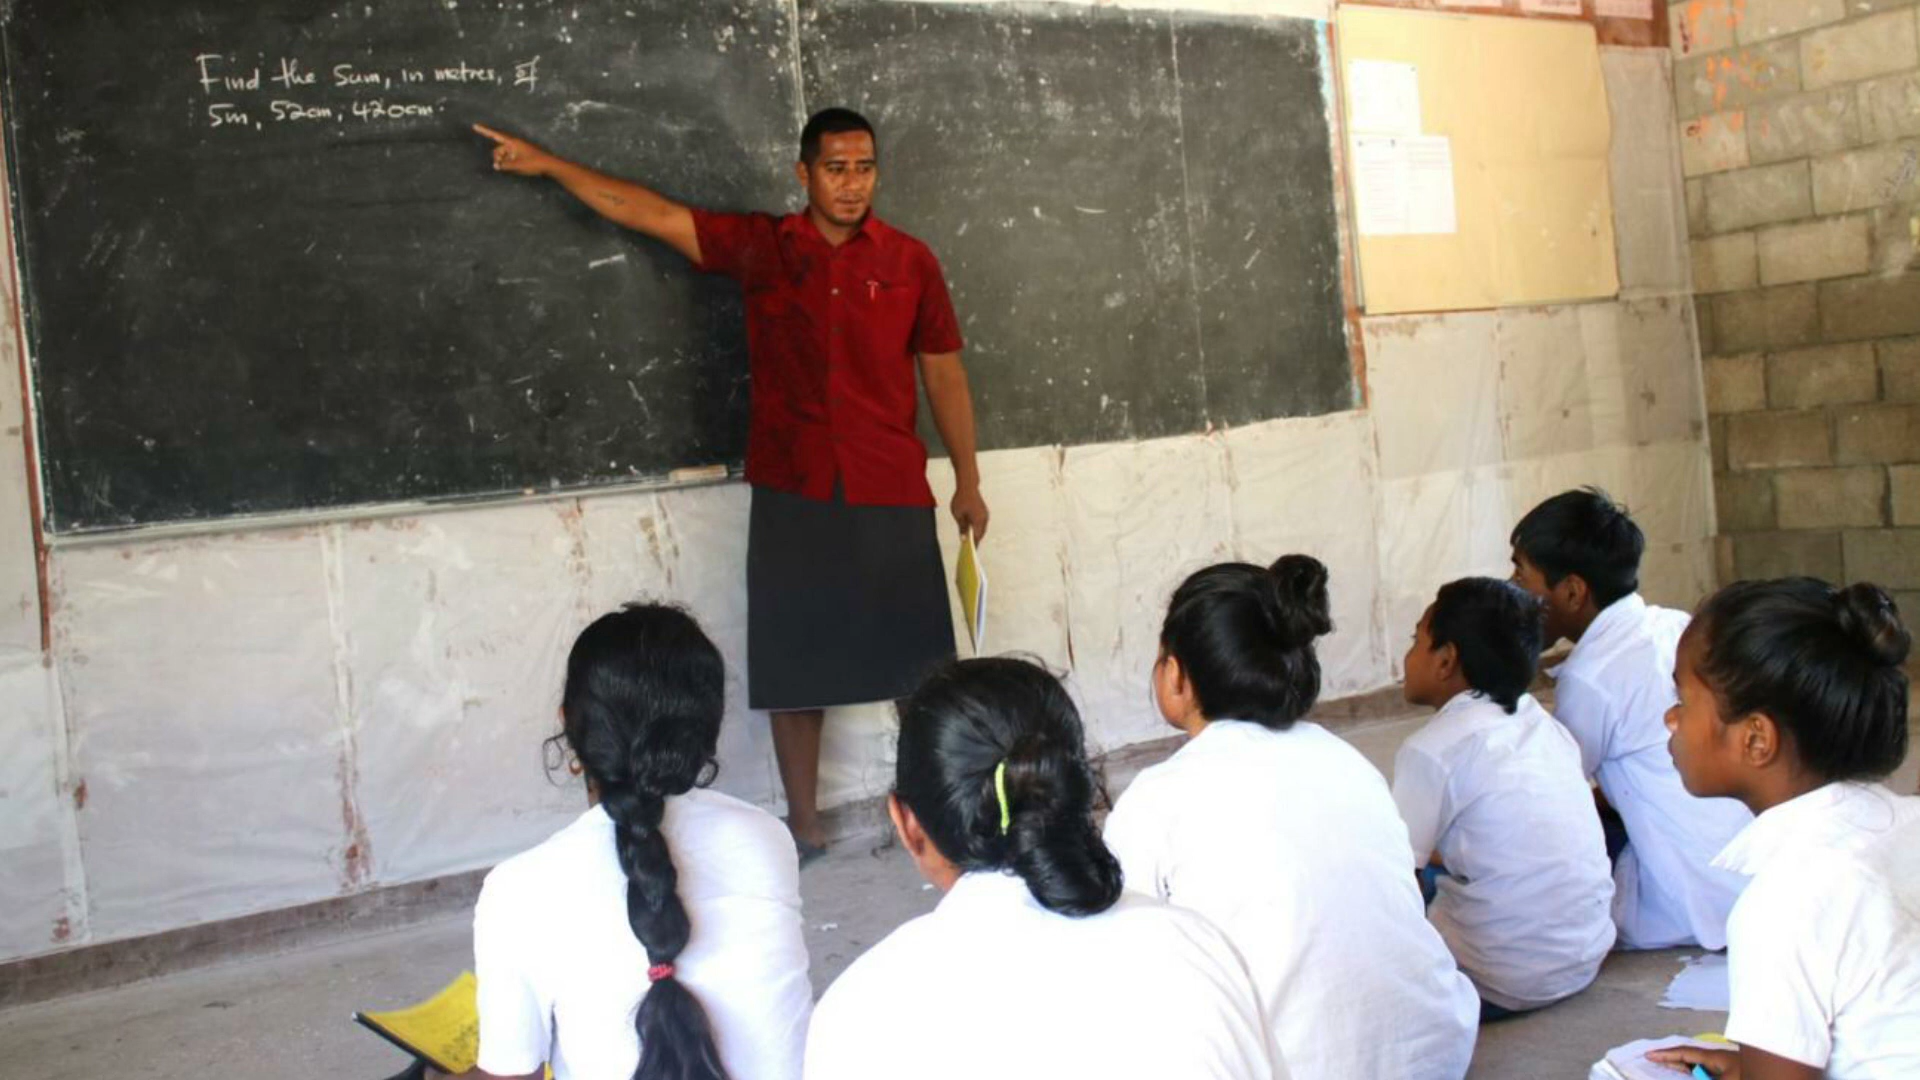 Find the Sum, in metres, of
5m, 52cm, 420cm.